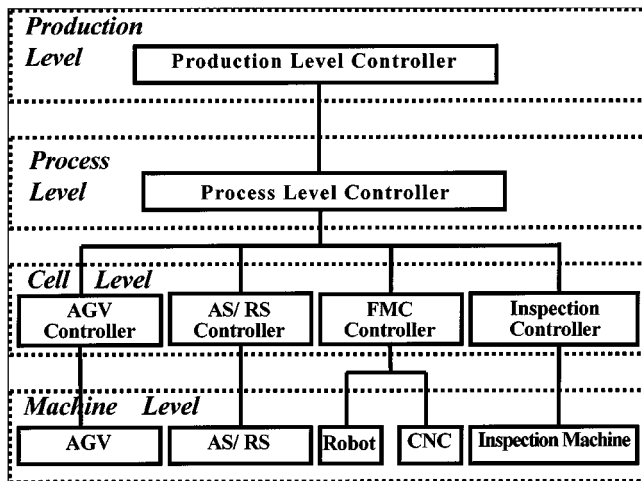 Production
Level
Production Level Controller
Process
Level
Process Level Controller
Cell Level
AGV
Controller
AS/ RS
Controller
FMC
Controller
Inspection
Controller
Machine Level
AGV
AS/ RS
Robot
CNC
Inspection Machine